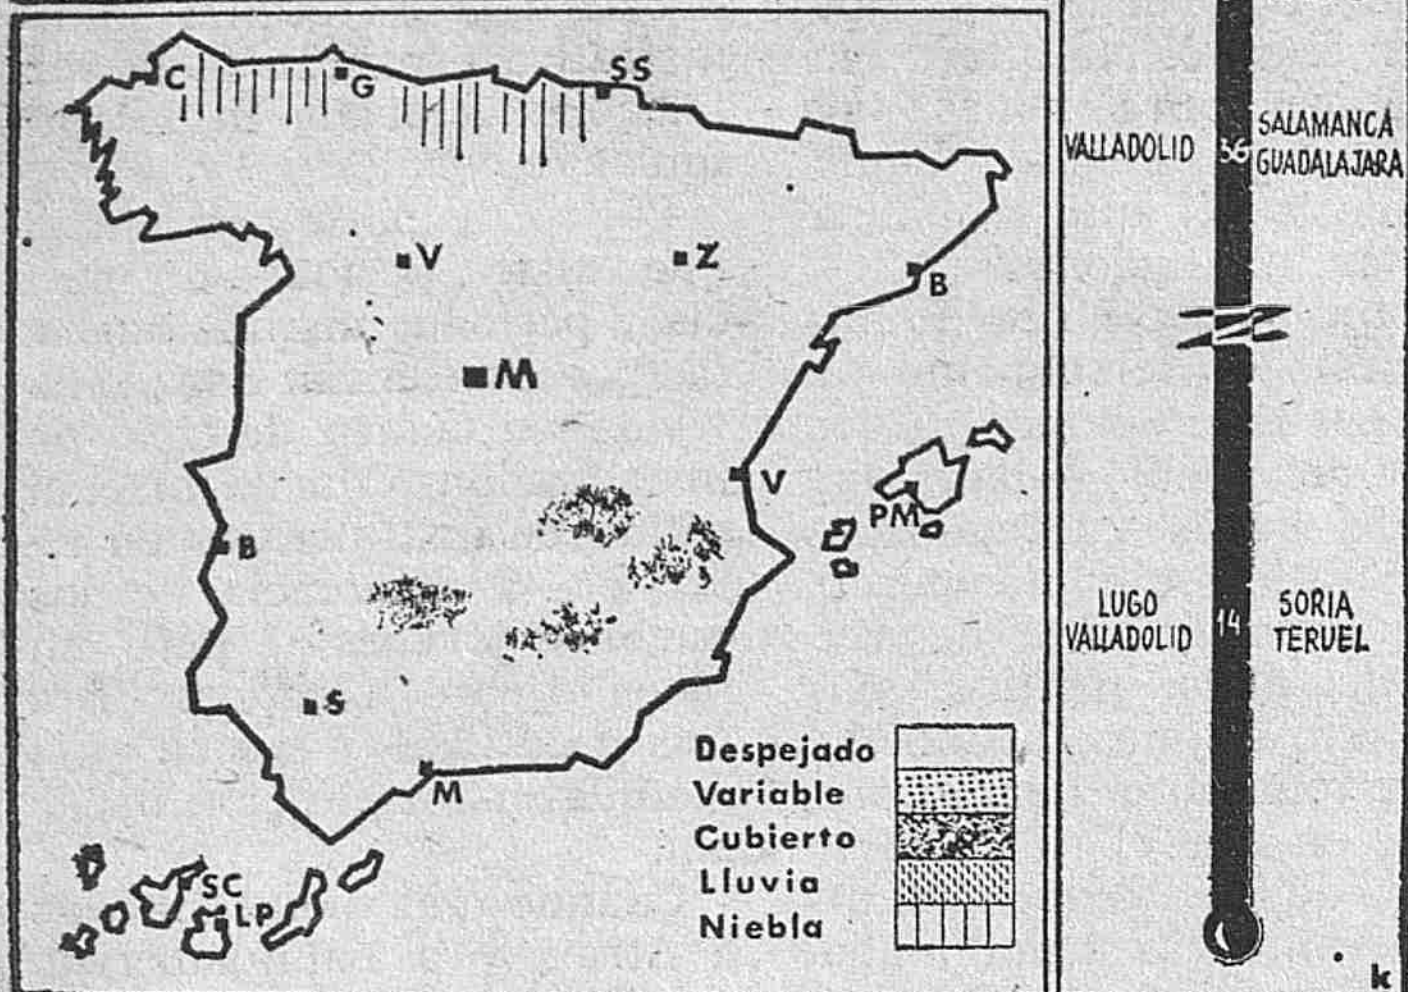 C
G
SS
V
Z
B
M
V
PM
B
S
M
SC
LP
Despejado
Variable
Cubierto
Lluvia
Niebla
VALLADOLID 36 SALAMANCA
GUADALAJARA
LUGO 14 SORIA
VALLADOLID TERUEL
k